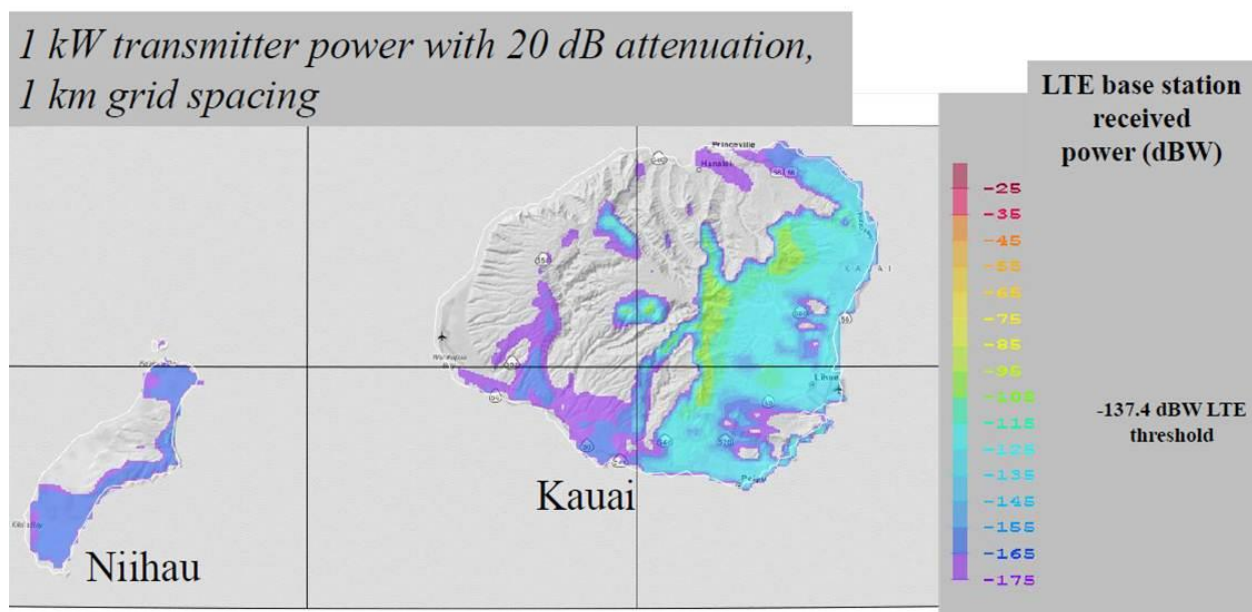 1 kW transmitter power with 20 dB attenuation,
1 km grid spacing
LTE base station
received
power (dBW)
-25
-35
-45
-55
-65
-75
-85
-95
-105
-115
-125
-135
-145
-155
-165
-175
-137.4 dBW LTE
threshold
Princeville
Hanalei
KAUAI
56
Lihue
Kauai
Niihau